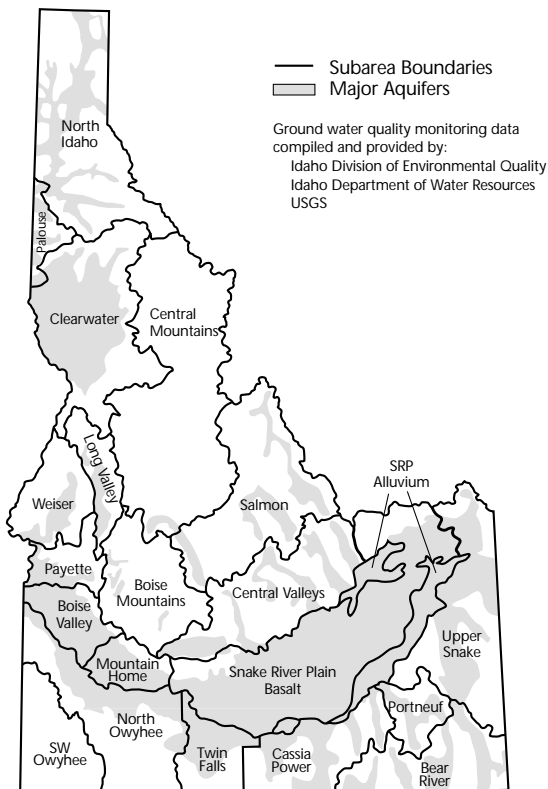 Subarea Boundaries
Major Aquifers
Ground water quality monitoring data
compiled and provided by:
Idaho Division of Environmental Quality
Idaho Department of Water Resources
USGS
North
Idaho
Palouse
Clearwater
Central
Mountains
Long Valley
SRP
Alluvium
Weiser
Salmon
Payette
Boise
Mountains
Central Valleys
Boise
Valley
Upper
Snake
Mountain
Home
Snake River Plain
Basalt
Portneuf
North
Owyhee
SW
Owyhee
Twin
Falls
Cassia
Power
Bear
River